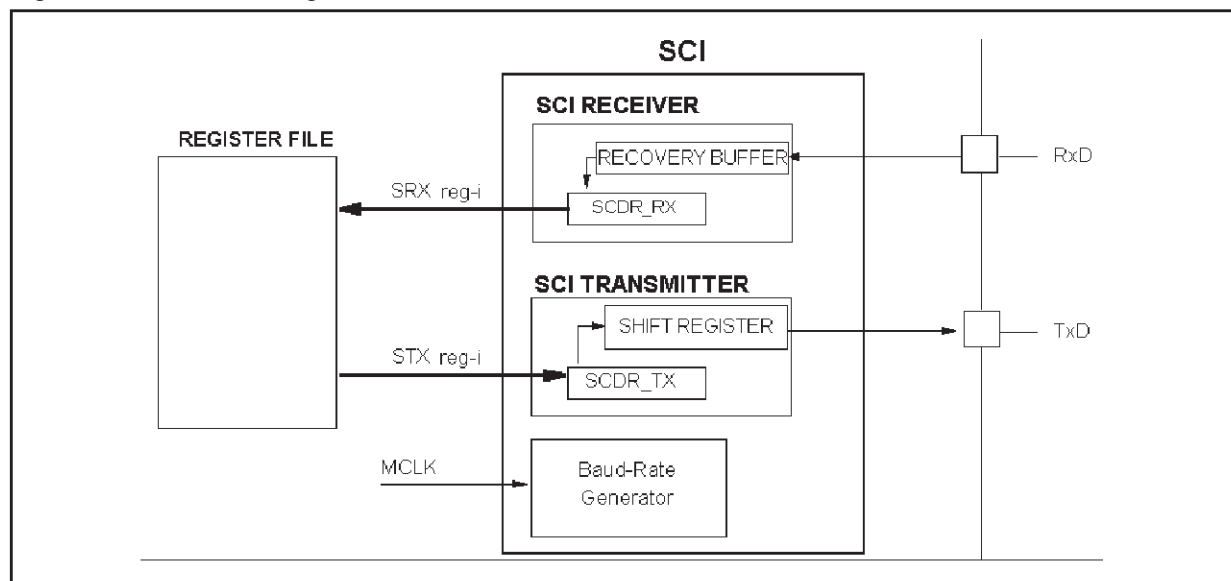 SCI
SCI RECEIVER
REGISTER FILE
RECOVERY BUFFER
RxD
SRX reg-i
SCDR_RX
SCI TRANSMITTER
SHIFT REGISTER
TxD
STX reg-i
SCDR_TX
MCLK
Baud-Rate
Generator